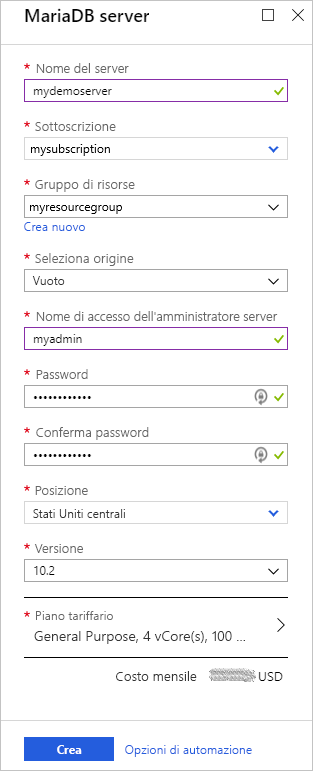 MariaDB server
* Nome del server
mydemoserver
* Sottoscrizione
mysubscription
* Gruppo di risorse
myresourcegroup
Crea nuovo
* Seleziona origine
Vuoto
* Nome di accesso dell'amministratore server
myadmin
* Password
••••••••••••
* Conferma password
••••••••••••
* Posizione
Stati Uniti centrali
* Versione
10.2
* Piano tariffario
General Purpose, 4 vCore(s), 100 ...
Costo mensile USD
Crea Opzioni di automazione